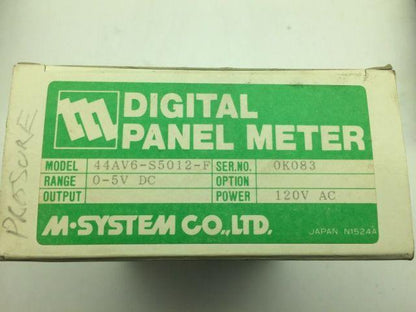 PRESSURE
m DIGITAL
PANEL METER
MODEL 44AV6-S5012-F SER.NO. 0K083
RANGE 0-5V DC OPTION
OUTPUT POWER 120V AC
M·SYSTEM CO.,LTD.
JAPAN N1524A